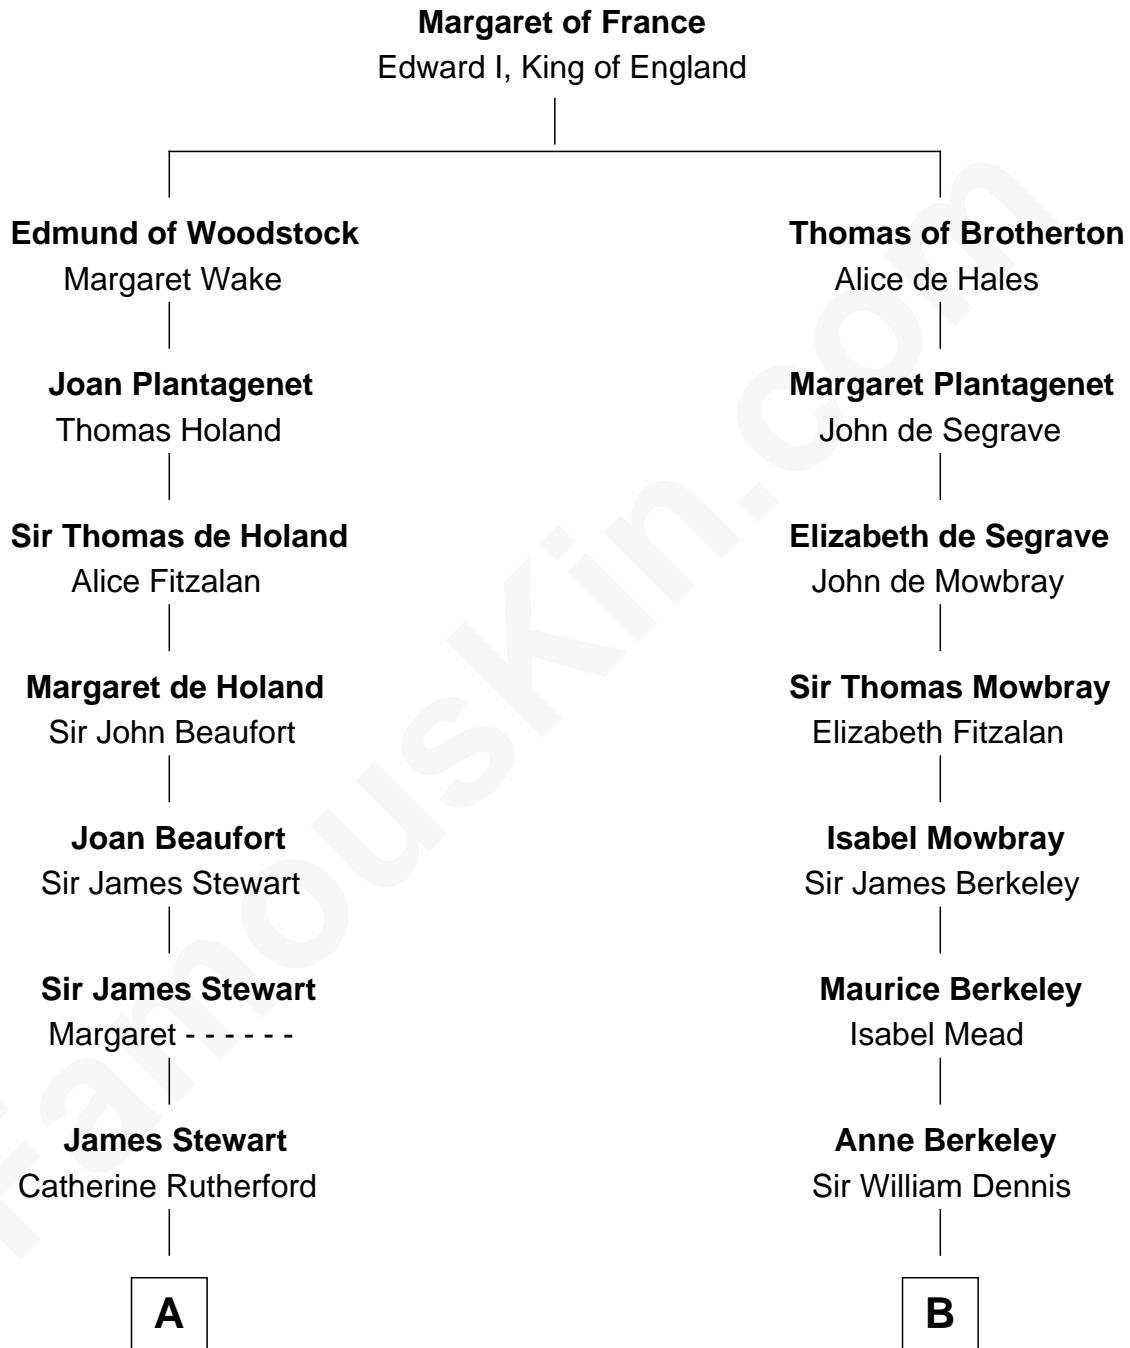 Margaret of France
Edward I, King of England
Edmund of Woodstock
Margaret Wake
Thomas of Brotherton
Alice de Hales
Joan Plantagenet
Thomas Holand
Margaret Plantagenet
John de Segrave
Sir Thomas de Holand
Alice Fitzalan
Elizabeth de Segrave
John de Mowbray
Margaret de Holand
Sir John Beaufort
Sir Thomas Mowbray
Elizabeth Fitzalan
Joan Beaufort
Sir James Stewart
Isabel Mowbray
Sir James Berkeley
Sir James Stewart
Margaret - - - - - -
Maurice Berkeley
Isabel Mead
James Stewart
Catherine Rutherford
Anne Berkeley
Sir William Dennis
A
B
FamousKin.com